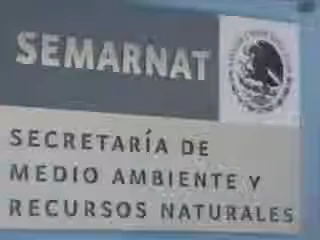 SEMARNAT
SECRETARÍA DE
MEDIO AMBIENTE Y
RECURSOS NATURALES